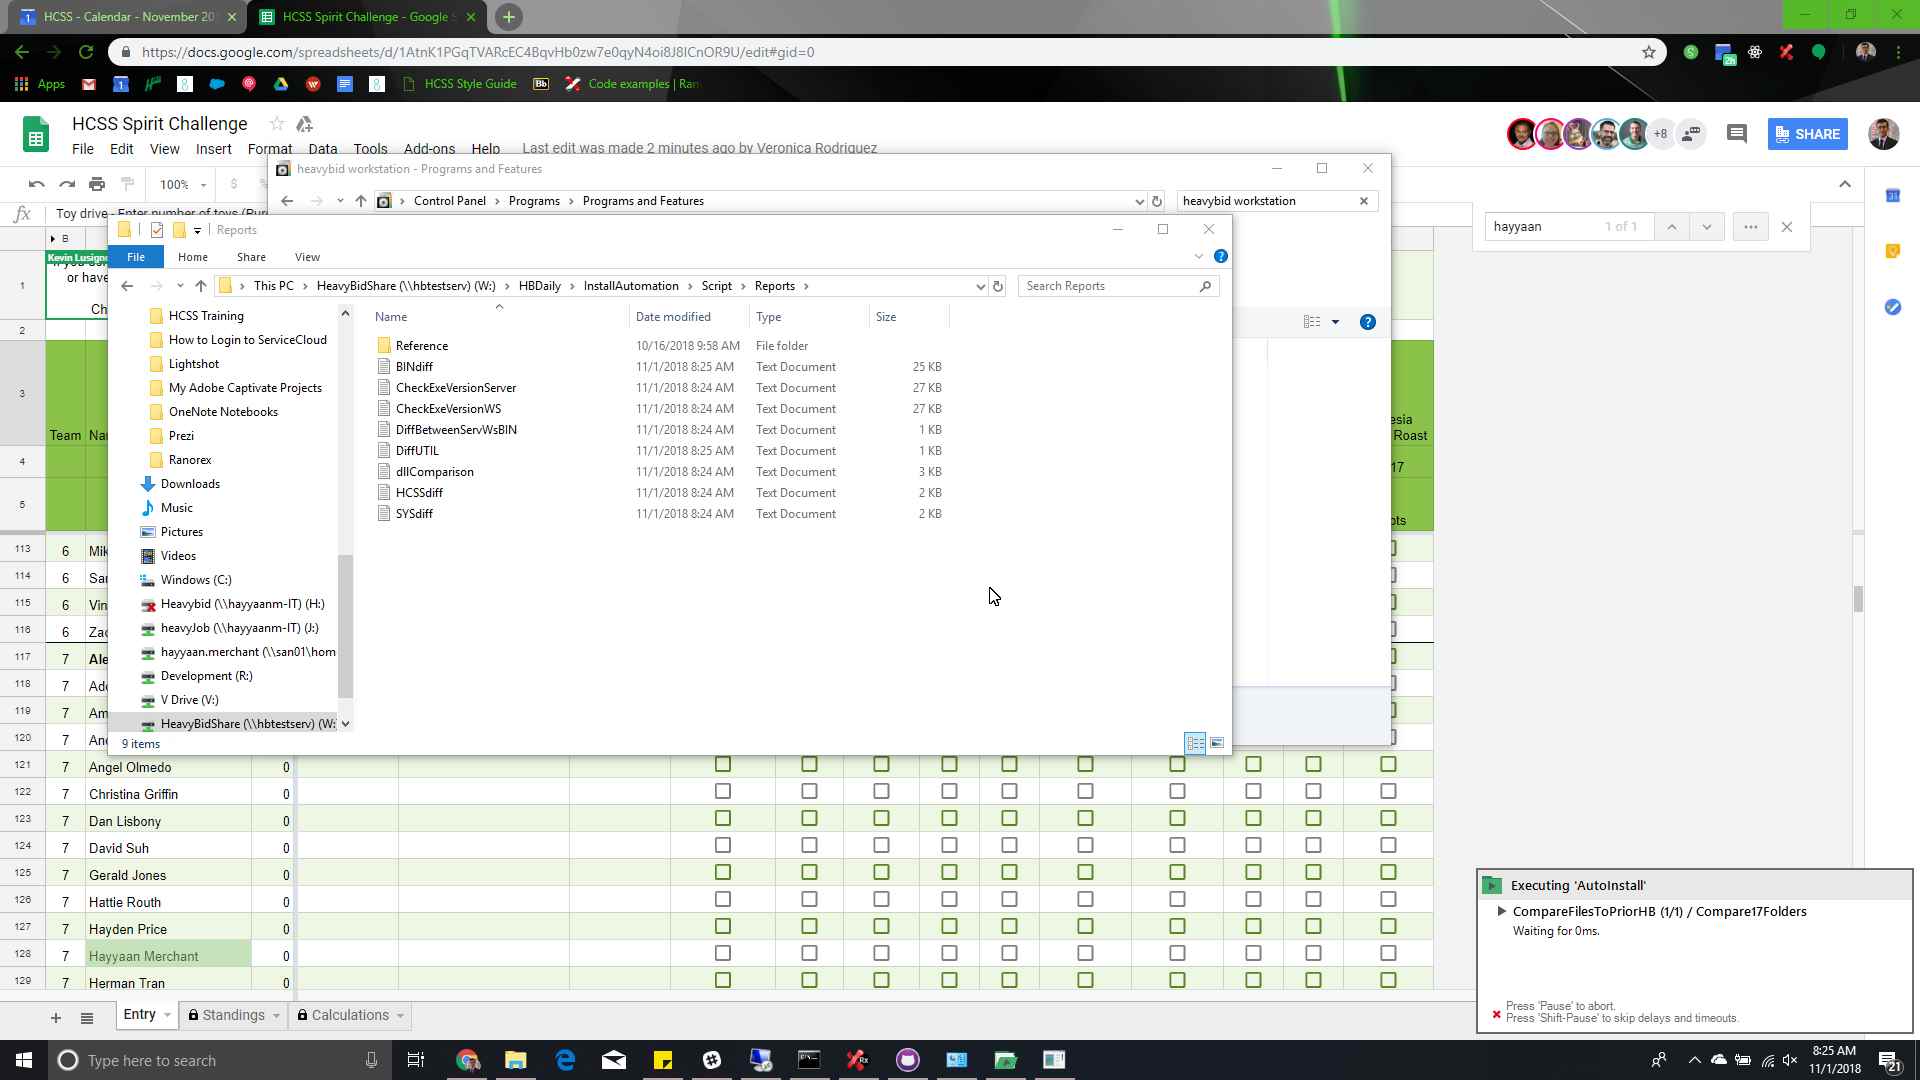 HCSS - Calendar - November 20
HCSS Spirit Challenge - Google S
https://docs.google.com/spreadsheets/d/1AtnK1PGqTVARcEC4BqvHb0zw7e0qyN4oi8J8ICnOR9U/edit#gid=0
2h
Apps
HCSS Style Guide
Bb
Code examples | Ran
HCSS Spirit Challenge
+8
SHARE
File Edit View Insert Format Data Tools Add-ons Help
Last edit was made 2 minutes ago by Veronica Rodriguez
100%
$
%
heavybid workstation - Programs and Features
Control Panel > Programs > Programs and Features
heavybid workstation
fx
Toy drive - Enter number of toys (Pur
hayyaan
1 of 1
B
Kevin Lusigno
or have
Ch
Reports
File Home Share View
This PC > HeavyBidShare (\\hbtestserv) (W:) > HBDaily > InstallAutomation > Script > Reports >
Search Reports
Name Date modified Type Size
Reference 10/16/2018 9:58 AM File folder
BINdiff 11/1/2018 8:25 AM Text Document 25 KB
CheckExeVersionServer 11/1/2018 8:24 AM Text Document 27 KB
CheckExeVersionWS 11/1/2018 8:24 AM Text Document 27 KB
DiffBetweenServWsBIN 11/1/2018 8:24 AM Text Document 1 KB
DiffUTIL 11/1/2018 8:25 AM Text Document 1 KB
dllComparison 11/1/2018 8:24 AM Text Document 3 KB
HCSSdiff 11/1/2018 8:24 AM Text Document 2 KB
SYSdiff 11/1/2018 8:24 AM Text Document 2 KB
HCSS Training
How to Login to ServiceCloud
Lightshot
My Adobe Captivate Projects
OneNote Notebooks
Prezi
Ranorex
Downloads
Music
Pictures
Videos
Windows (C:)
Heavybid (\\hayyaanm-IT) (H:)
heavyJob (\\hayyaanm-IT) (J:)
hayyaan.merchant (\\san01\hom
Development (R:)
V Drive (V:)
HeavyBidShare (\\hbtestserv) (W:
9 items
1
2
3
Team Na
esia
Roast
4
17
5
ots
113 6 Mik
114 6 Sar
115 6 Vin
116 6 Zac
117 7 Ale
118 7 Ada
119 7 Am
120 7 And
121 7 Angel Olmedo 0
122 7 Christina Griffin 0
123 7 Dan Lisbony 0
124 7 David Suh 0
125 7 Gerald Jones 0
126 7 Hattie Routh 0
127 7 Hayden Price 0
128 7 Hayyaan Merchant 0
129 7 Herman Tran 0
Entry
Standings
Calculations
Executing 'AutoInstall'
CompareFilesToPriorHB (1/1) / Compare17Folders
Waiting for 0ms.
Press 'Pause' to abort.
Press 'Shift-Pause' to skip delays and timeouts.
Type here to search
8:25 AM
11/1/2018
21